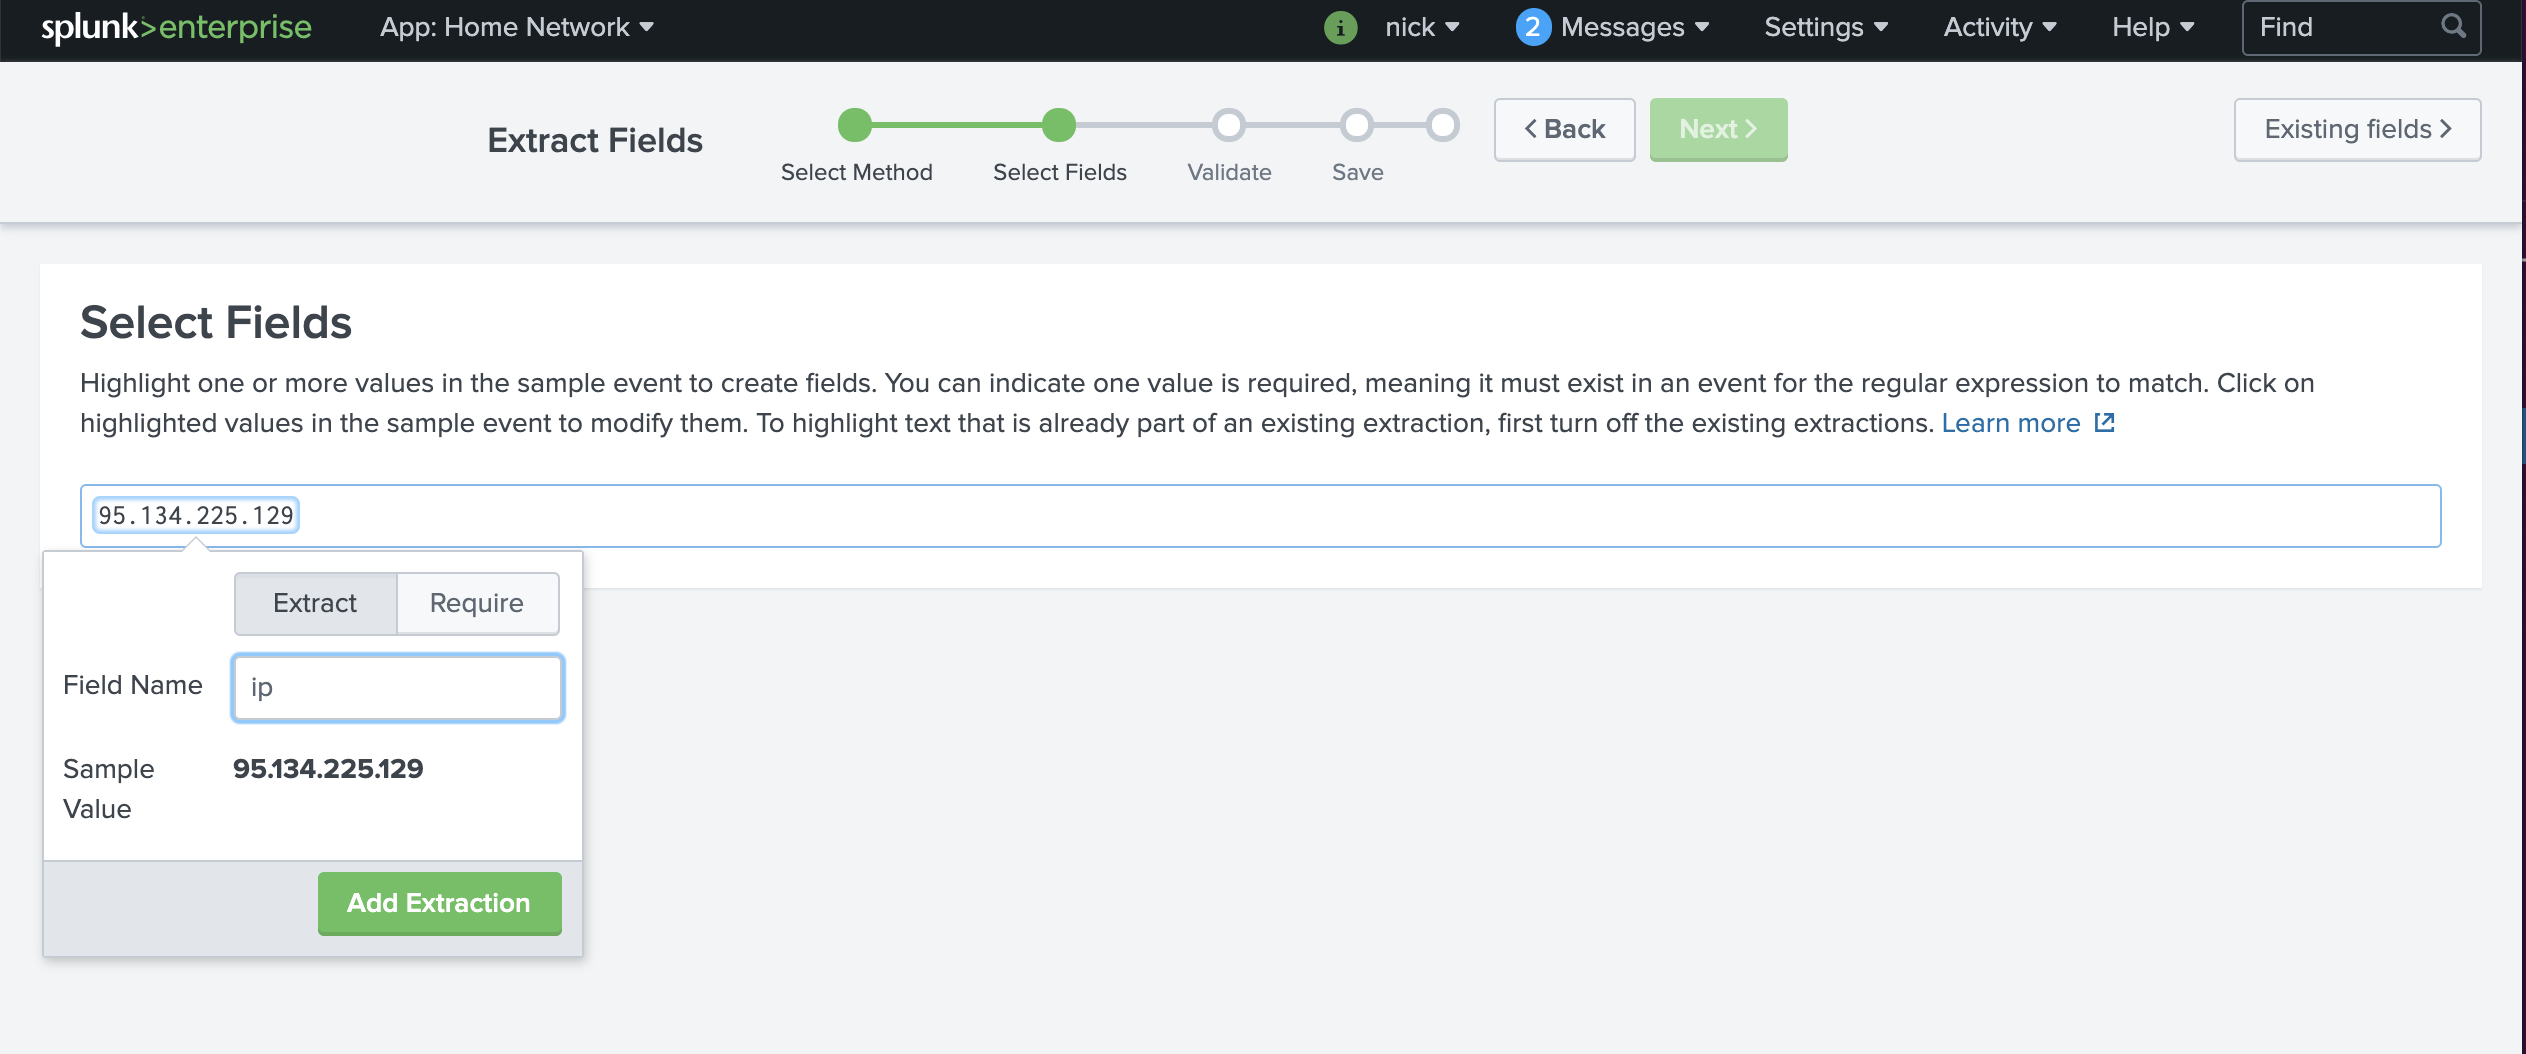 splunk>enterprise App: Home Network i nick 2 Messages Settings Activity Help Find
Extract Fields
Select Method Select Fields Validate Save
< Back Next > Existing fields >
Select Fields
Highlight one or more values in the sample event to create fields. You can indicate one value is required, meaning it must exist in an event for the regular expression to match. Click on
highlighted values in the sample event to modify them. To highlight text that is already part of an existing extraction, first turn off the existing extractions. Learn more
95.134.225.129
Extract Require
Field Name ip
Sample
Value
95.134.225.129
Add Extraction